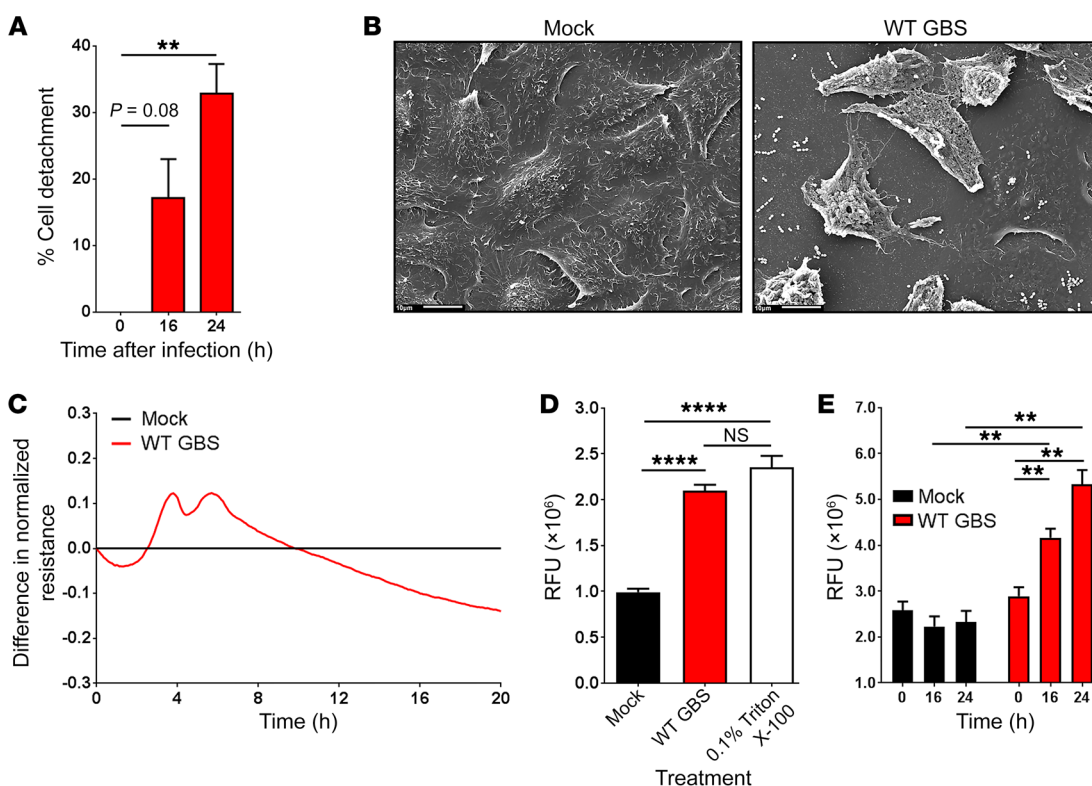 A
% Cell detachment
40
30
20
10
0
**
P = 0.08
0 16 24
Time after infection (h)
B
Mock
WT GBS
10µm
10µm
C
Difference in normalized
resistance
0.3
0.2
0.1
0.0
-0.1
-0.2
-0.3
Mock
WT GBS
0 4 8 12 16 20
Time (h)
D
RFU (×10⁶)
3.0
2.5
2.0
1.5
1.0
0.5
0.0
****
NS
****
Mock
WT GBS
0.1% Triton
X-100
Treatment
E
RFU (×10⁶)
7.0
6.0
5.0
4.0
3.0
2.0
1.0
**
**
**
**
Mock
WT GBS
0 16 24 0 16 24
Time (h)